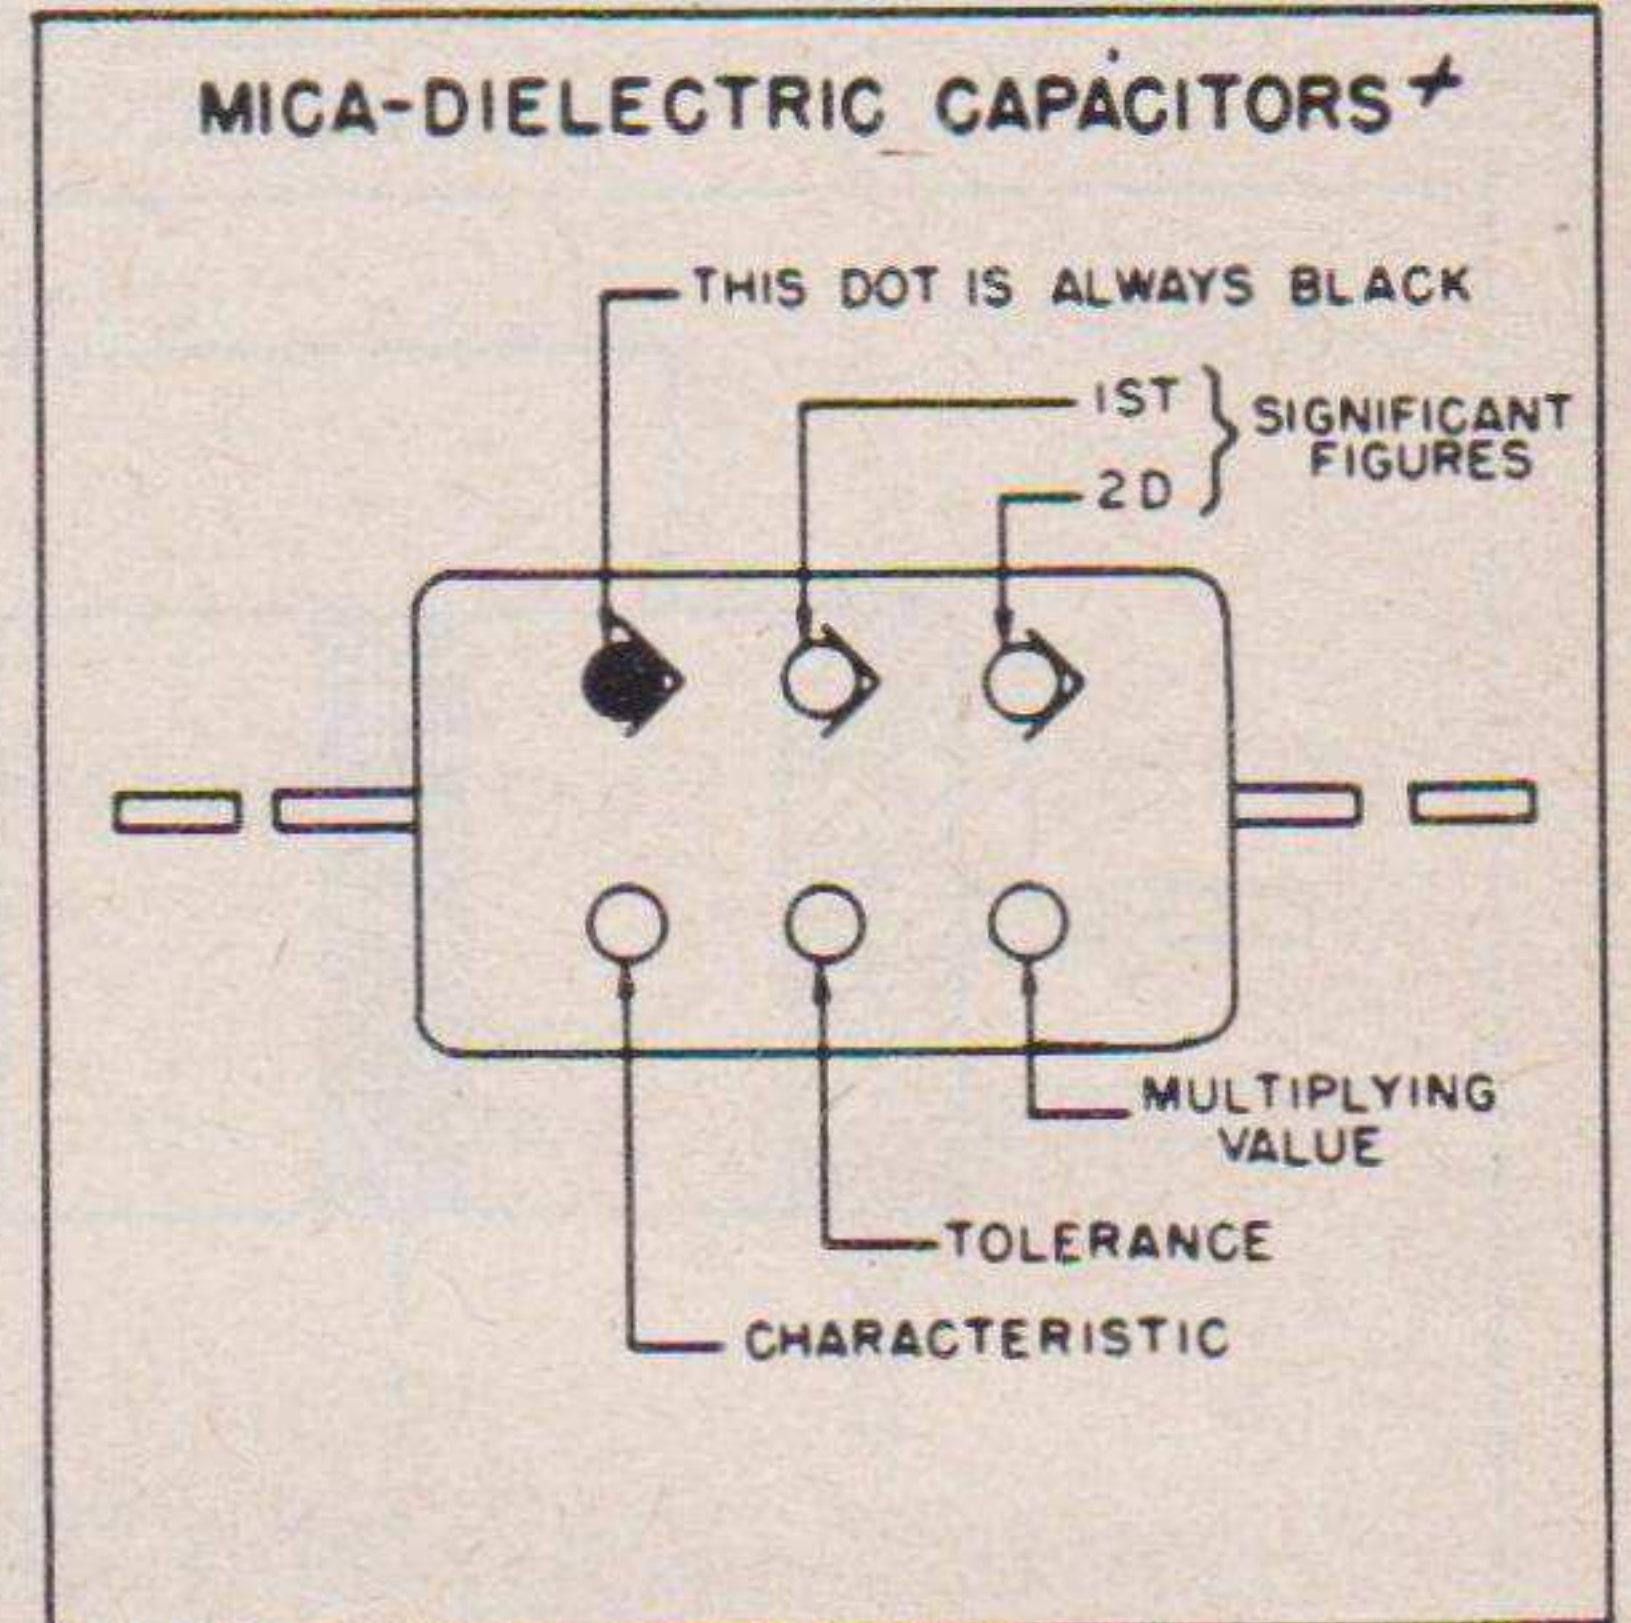 MICA-DIELECTRIC CAPACITORS+
THIS DOT IS ALWAYS BLACK
1ST
2D
SIGNIFICANT
FIGURES
MULTIPLYING
VALUE
TOLERANCE
CHARACTERISTIC